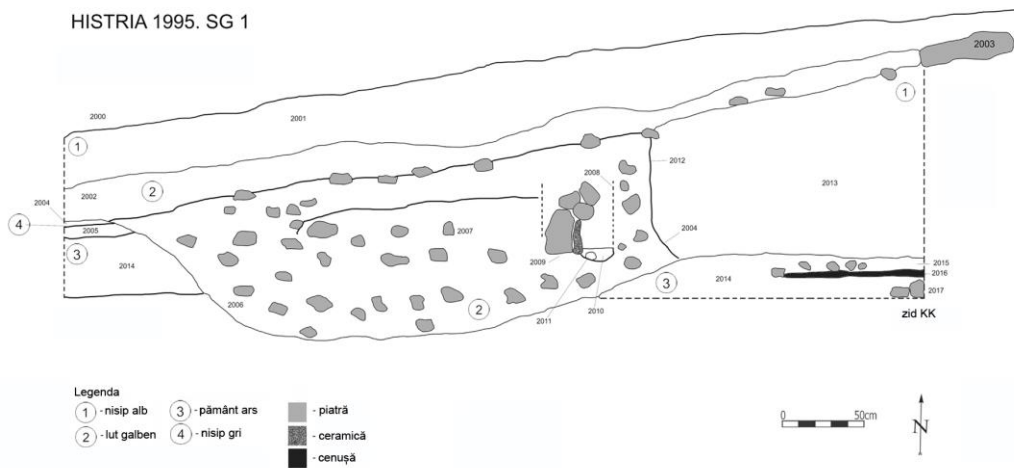 HISTRIA 1995. SG 1
2003
1
2000
2001
1
2012
2008
2
2002
2013
2004
4
2005
2007
2004
3
2009
2015
2014
2014
3
2016
2006
2
2010
2017
2011
zid KK
Legenda
1 - nisip alb
3 - pământ ars
- piatră
2 - lut galben
4 - nisip gri
- ceramică
- cenușă
0 50cm
N